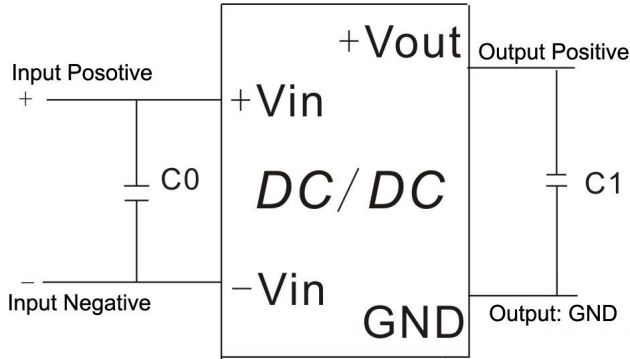 +Vout
Output Positive
Input Posotive
+
+Vin
C0
DC/DC
C1
−
−Vin
Input Negative
GND
Output: GND